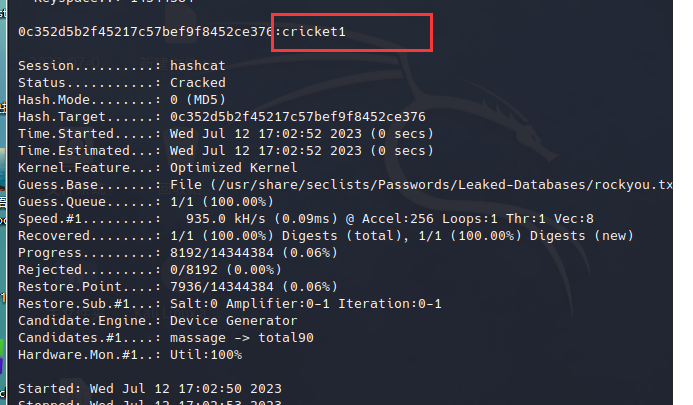 0c352d5b2f45217c57bef9f8452ce376:cricket1
Session..........: hashcat
Status...........: Cracked
Hash.Mode........: 0 (MD5)
Hash.Target......: 0c352d5b2f45217c57bef9f8452ce376
Time.Started.....: Wed Jul 12 17:02:52 2023 (0 secs)
Time.Estimated...: Wed Jul 12 17:02:52 2023 (0 secs)
Kernel.Feature...: Optimized Kernel
Guess.Base.......: File (/usr/share/seclists/Passwords/Leaked-Databases/rockyou.tx
Guess.Queue......: 1/1 (100.00%)
Speed.#1.........:   935.0 kH/s (0.09ms) @ Accel:256 Loops:1 Thr:1 Vec:8
Recovered........: 1/1 (100.00%) Digests (total), 1/1 (100.00%) Digests (new)
Progress.........: 8192/14344384 (0.06%)
Rejected.........: 0/8192 (0.00%)
Restore.Point....: 7936/14344384 (0.06%)
Restore.Sub.#1...: Salt:0 Amplifier:0-1 Iteration:0-1
Candidate.Engine.: Device Generator
Candidates.#1....: massage -> total90
Hardware.Mon.#1..: Util:100%
Started: Wed Jul 12 17:02:50 2023
Stopped: Wed Jul 12 17:02:53 2023